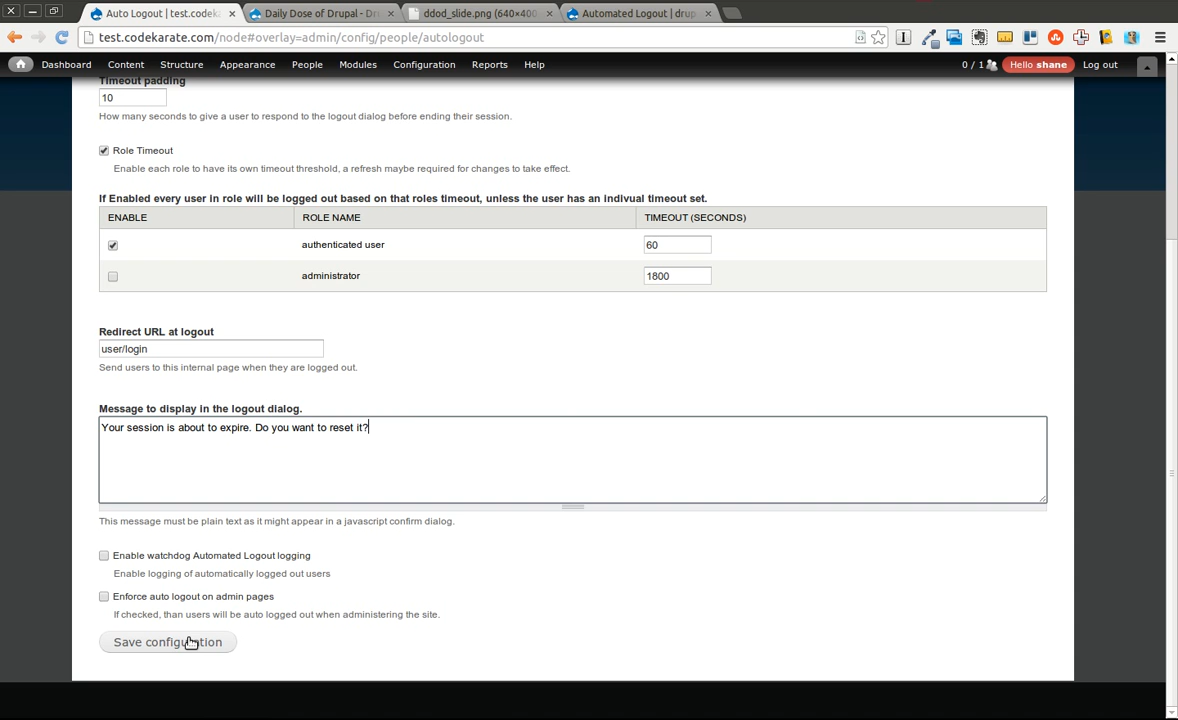 Auto Logout | test.codek
Daily Dose of Drupal - Dr
ddod_slide.png (640×400
Automated Logout | drup
test.codekarate.com/node#overlay=admin/config/people/autologout
Dashboard Content Structure Appearance People Modules Configuration Reports Help 0 / 1 Hello shane Log out
Timeout padding
10
How many seconds to give a user to respond to the logout dialog before ending their session.
Role Timeout
Enable each role to have its own timeout threshold, a refresh maybe required for changes to take effect.
If Enabled every user in role will be logged out based on that roles timeout, unless the user has an indivual timeout set.
ENABLE ROLE NAME TIMEOUT (SECONDS)
authenticated user 60
administrator 1800
Redirect URL at logout
user/login
Send users to this internal page when they are logged out.
Message to display in the logout dialog.
Your session is about to expire. Do you want to reset it?
This message must be plain text as it might appear in a javascript confirm dialog.
Enable watchdog Automated Logout logging
Enable logging of automatically logged out users
Enforce auto logout on admin pages
If checked, than users will be auto logged out when administering the site.
Save configuration